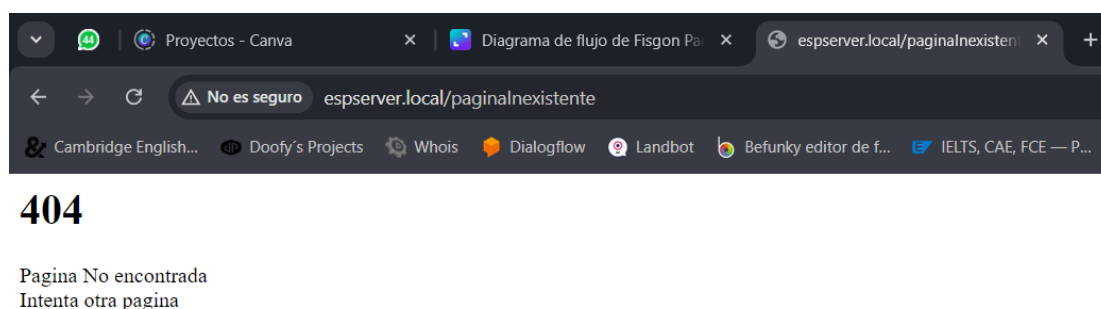 44 Proyectos - Canva Diagrama de flujo de Fisgon Pa espserver.local/paginaInexisten
No es seguro espserver.local/paginaInexistente
Cambridge English... Doofy´s Projects Whois Dialogflow Landbot Befunky editor de f... IELTS, CAE, FCE — P...
404
Pagina No encontrada
Intenta otra pagina